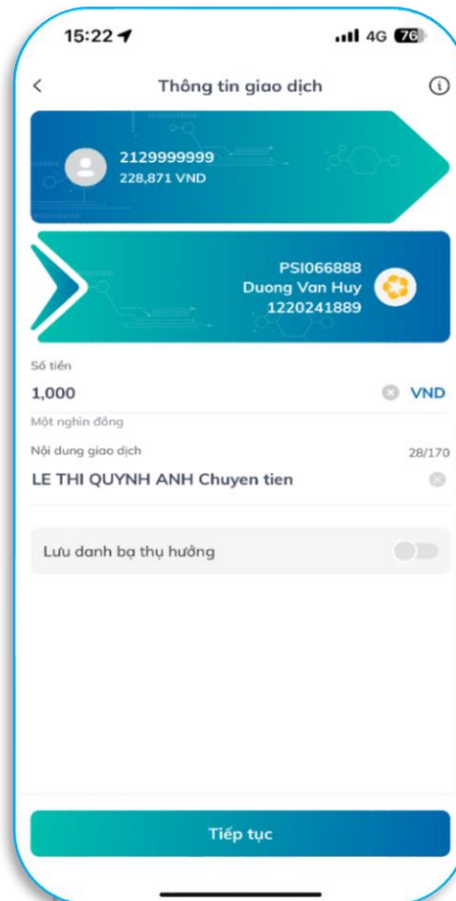 15:22 4G 76
Thông tin giao dịch
2129999999
228,871 VND
PSI066888
Duong Van Huy
1220241889
Số tiền
1,000 VND
Một nghìn đồng
Nội dung giao dịch 28/170
LE THI QUYNH ANH Chuyen tien
Lưu danh bạ thụ hưởng
Tiếp tục